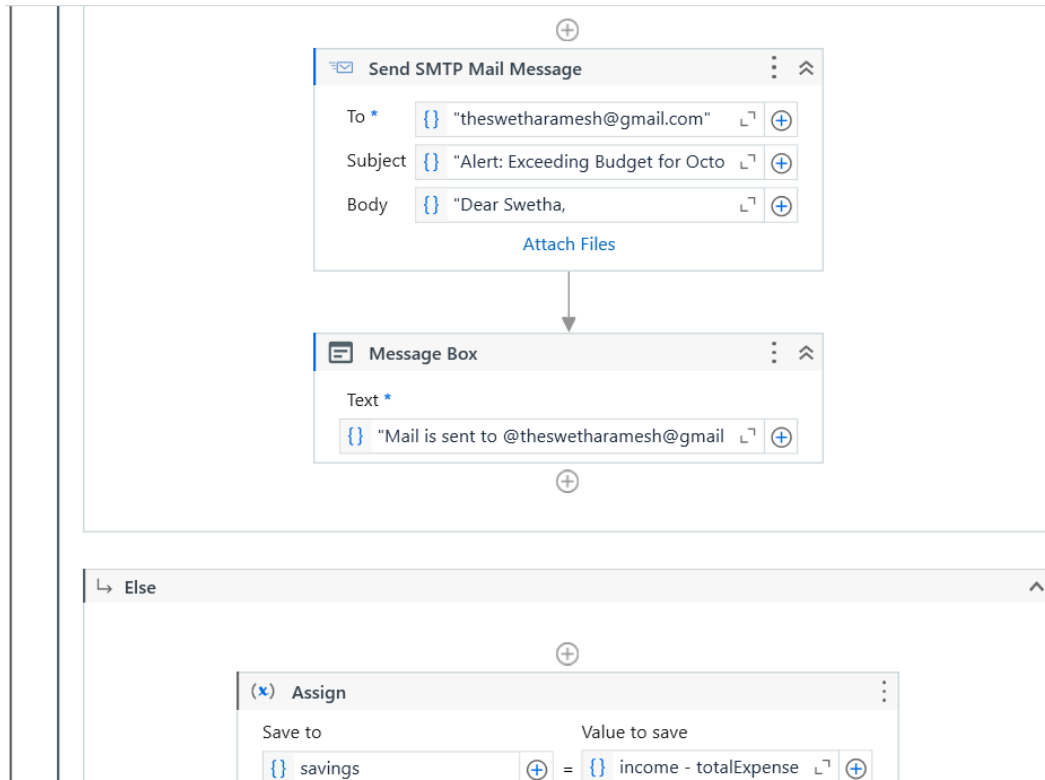 Send SMTP Mail Message
To * {} "theswetharamesh@gmail.com"
Subject {} "Alert: Exceeding Budget for Octo
Body {} "Dear Swetha,
Attach Files
Message Box
Text *
{} "Mail is sent to @theswetharamesh@gmail
Else
(x) Assign
Save to Value to save
{} savings = {} income - totalExpense